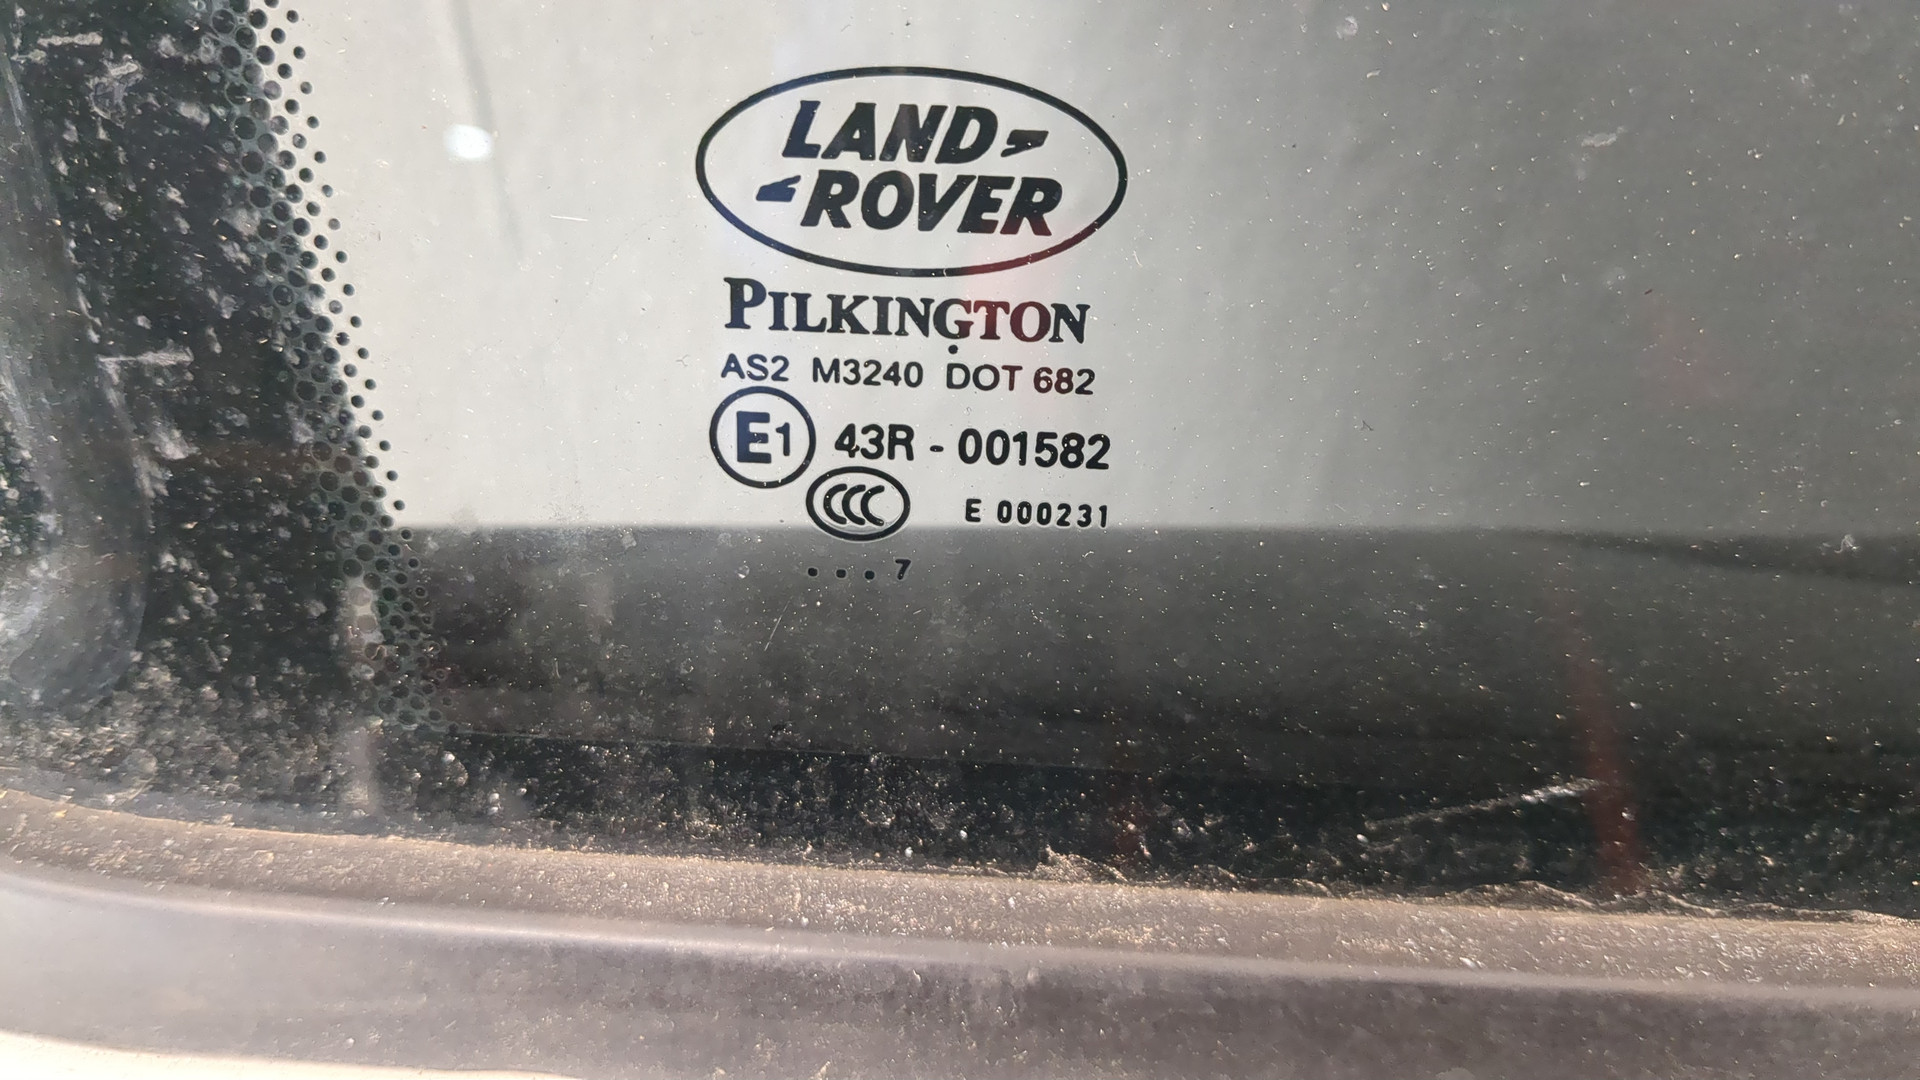 LAND
ROVER
PILKINGTON
AS2 M3240 DOT 682
E1 43R - 001582
CCC E 000231
...7